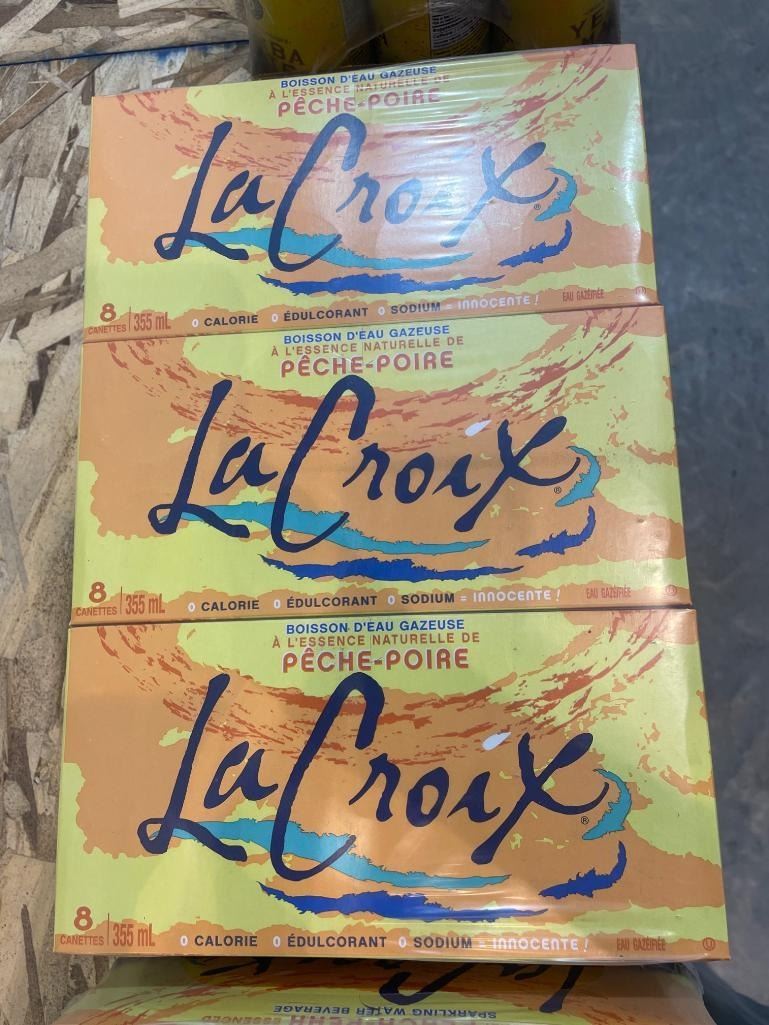 BA
YE
BOISSON D'EAU GAZEUSE
À L'ESSENCE NATURELLE DE
PÊCHE-POIRE
LaCroix®
8 CANETTES | 355 mL
0 CALORIE 0 ÉDULCORANT 0 SODIUM = INNOCENTE!
EAU GAZÉIFIÉE
BOISSON D'EAU GAZEUSE
À L'ESSENCE NATURELLE DE
PÊCHE-POIRE
LaCroix®
8 CANETTES | 355 mL
0 CALORIE 0 ÉDULCORANT 0 SODIUM = INNOCENTE!
EAU GAZÉIFIÉE
BOISSON D'EAU GAZEUSE
À L'ESSENCE NATURELLE DE
PÊCHE-POIRE
LaCroix®
8 CANETTES | 355 mL
0 CALORIE 0 ÉDULCORANT 0 SODIUM = INNOCENTE!
EAU GAZÉIFIÉE
SPARKLING WATER BEVERAGE
ESSENCED